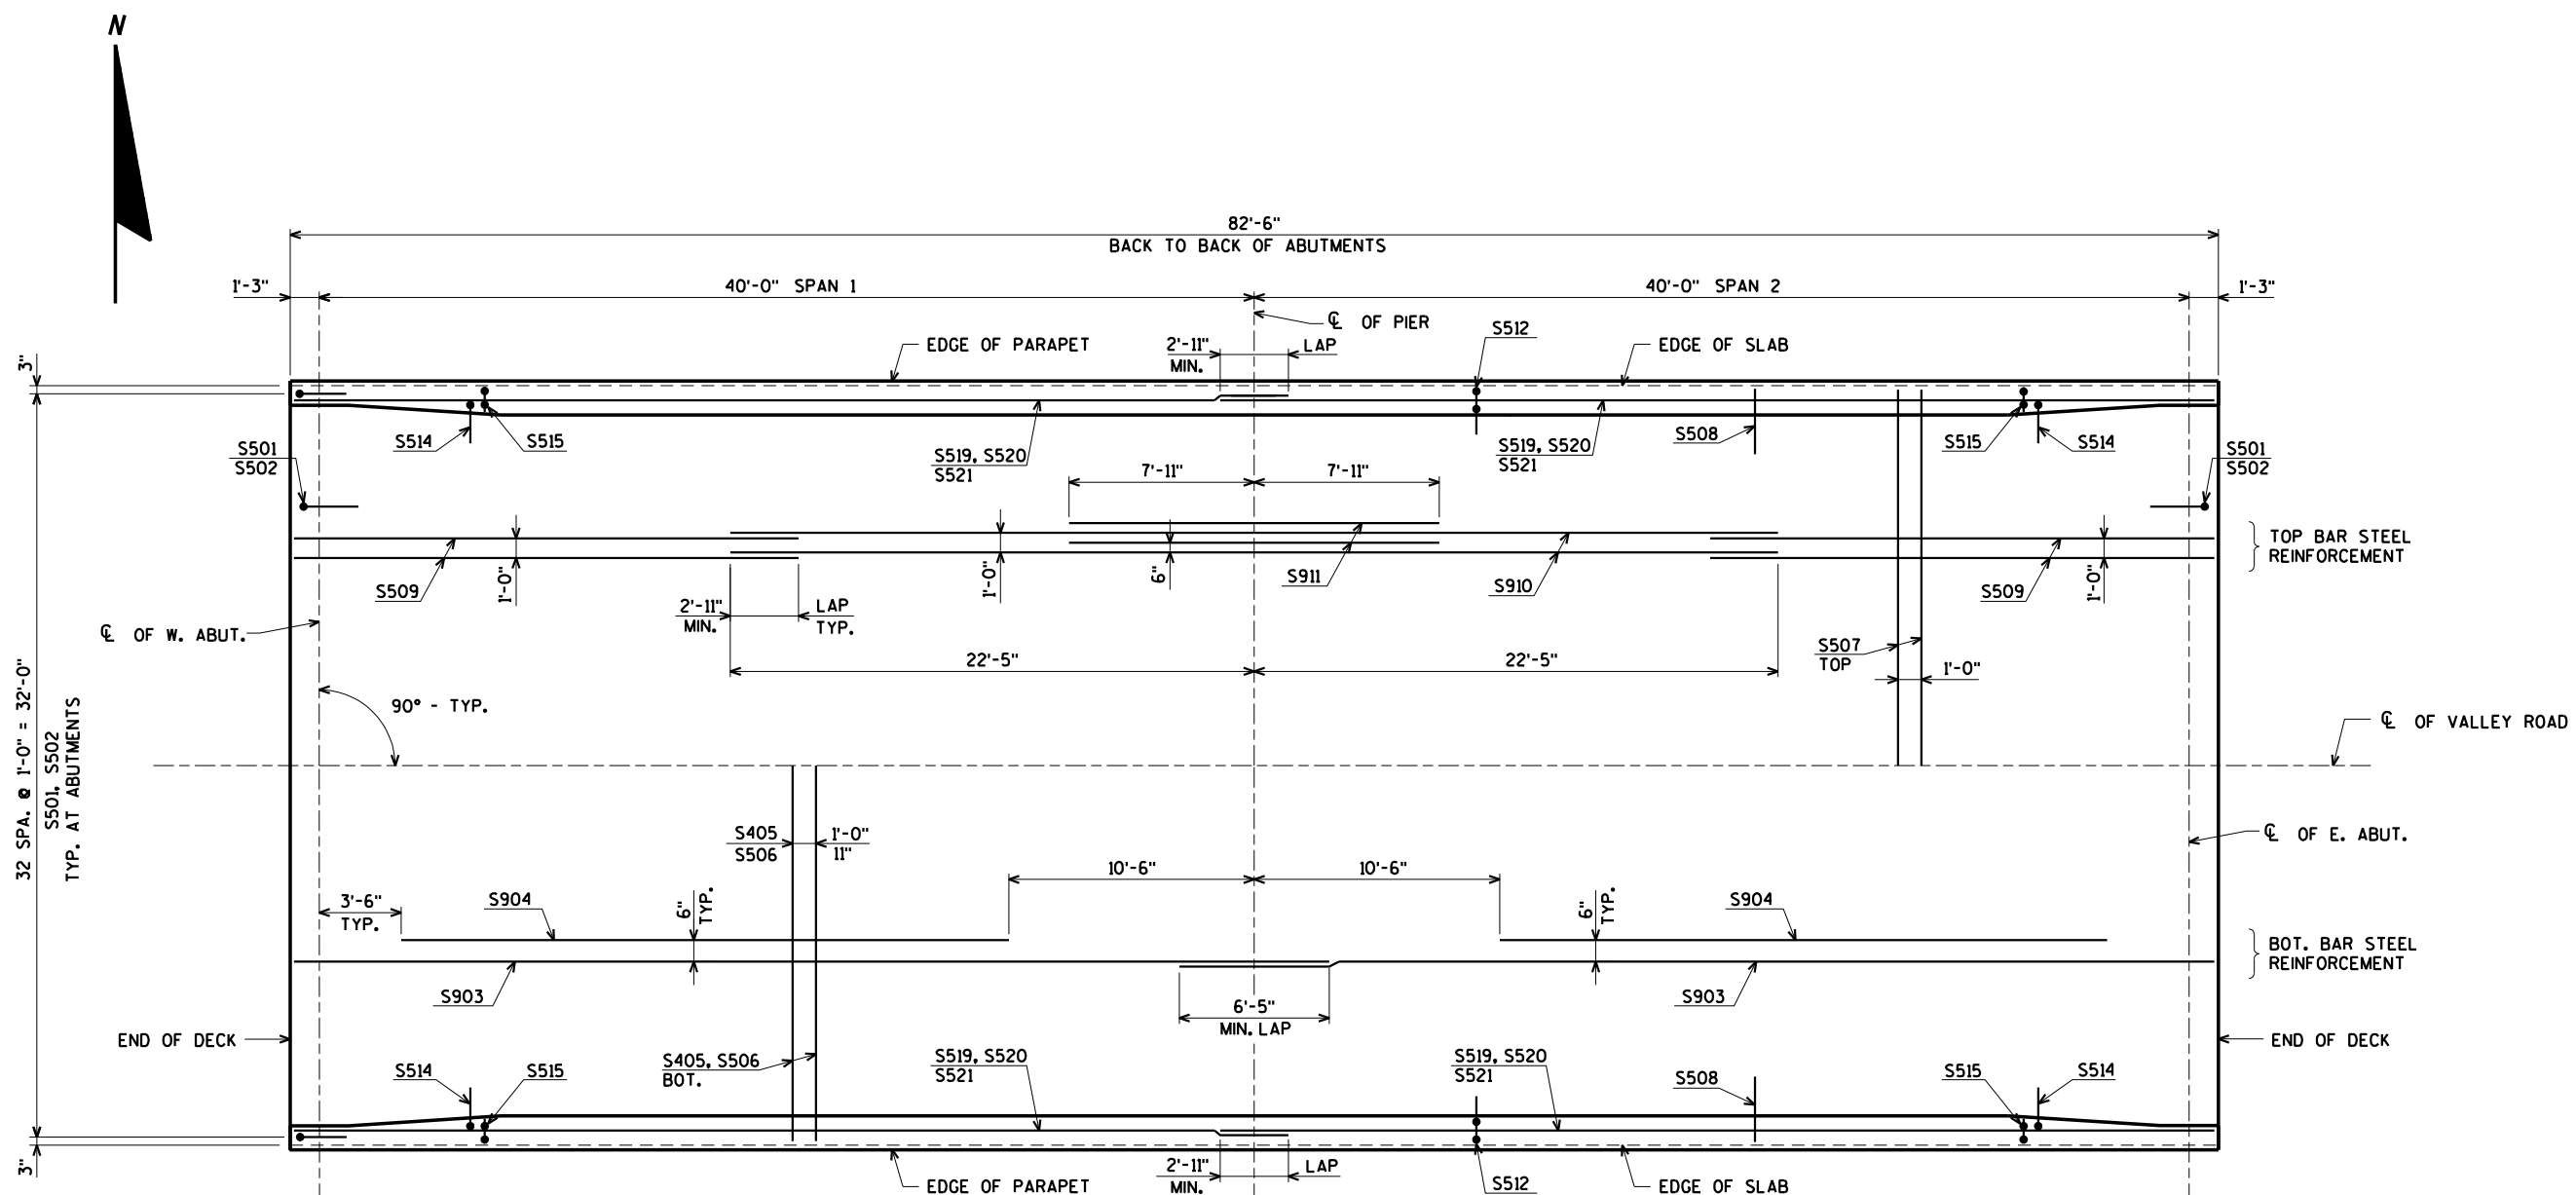 N
82'-6"
BACK TO BACK OF ABUTMENTS
1'-3"
40'-0" SPAN 1
40'-0" SPAN 2
1'-3"
℄ OF PIER
S512
EDGE OF PARAPET
2'-11"
MIN.
LAP
EDGE OF SLAB
3"
S514
S515
S519, S520
S521
S519, S520
S521
S508
S515
S514
S501
S502
S501
S502
7'-11"
7'-11"
TOP BAR STEEL
REINFORCEMENT
S509
1'-0"
1'-0"
6"
S911
S910
S509
1'-0"
2'-11"
MIN.
LAP
TYP.
℄ OF W. ABUT.
22'-5"
22'-5"
S507
TOP
1'-0"
90° - TYP.
℄ OF VALLEY ROAD
32 SPA. @ 1'-0" = 32'-0"
S501, S502
TYP. AT ABUTMENTS
S405
S506
1'-0"
11"
℄ OF E. ABUT.
10'-6"
10'-6"
3'-6"
TYP.
S904
6"
TYP.
6"
TYP.
S904
BOT. BAR STEEL
REINFORCEMENT
S903
6'-5"
MIN. LAP
S903
END OF DECK
END OF DECK
S514
S515
S405, S506
BOT.
S519, S520
S521
S519, S520
S521
S508
S515
S514
3"
EDGE OF PARAPET
2'-11"
MIN.
LAP
S512
EDGE OF SLAB